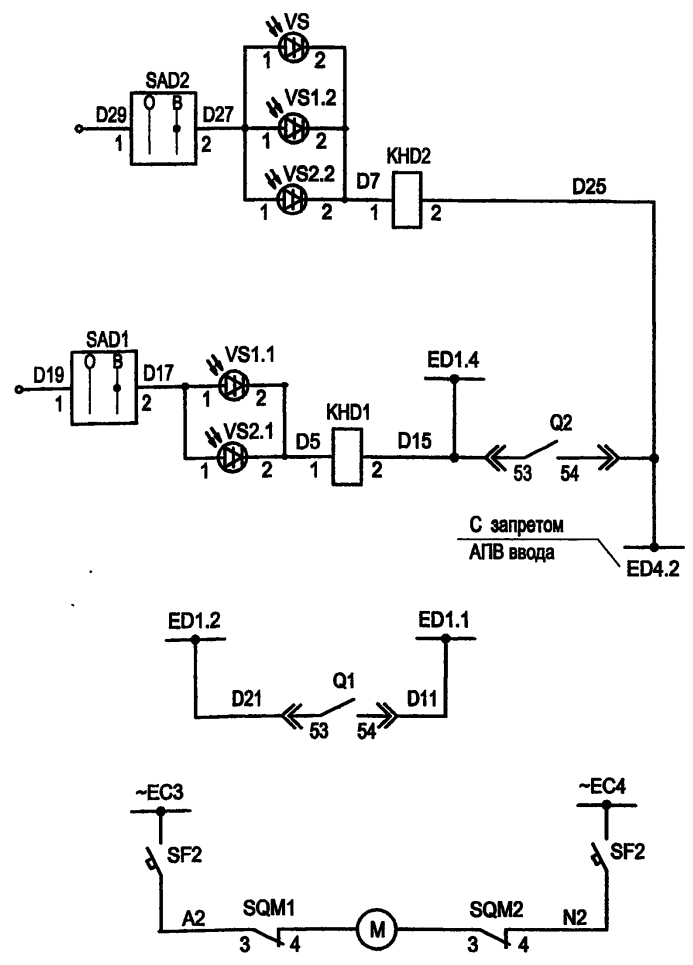 VS
1 2
SAD2
О В
D29 D27
1 2
VS1.2
1 2
VS2.2
1 2
KHD2
D7 D25
1 2
SAD1
О В
D19 D17
1 2
VS1.1
1 2
VS2.1
1 2
KHD1
D5 D15
1 2
ED1.4
Q2
53 54
С запретом
АПВ ввода
ED4.2
ED1.2 ED1.1
D21 Q1 D11
53 54
~EC3 ~EC4
SF2 SF2
A2 SQM1 SQM2 N2
3 4 M 3 4